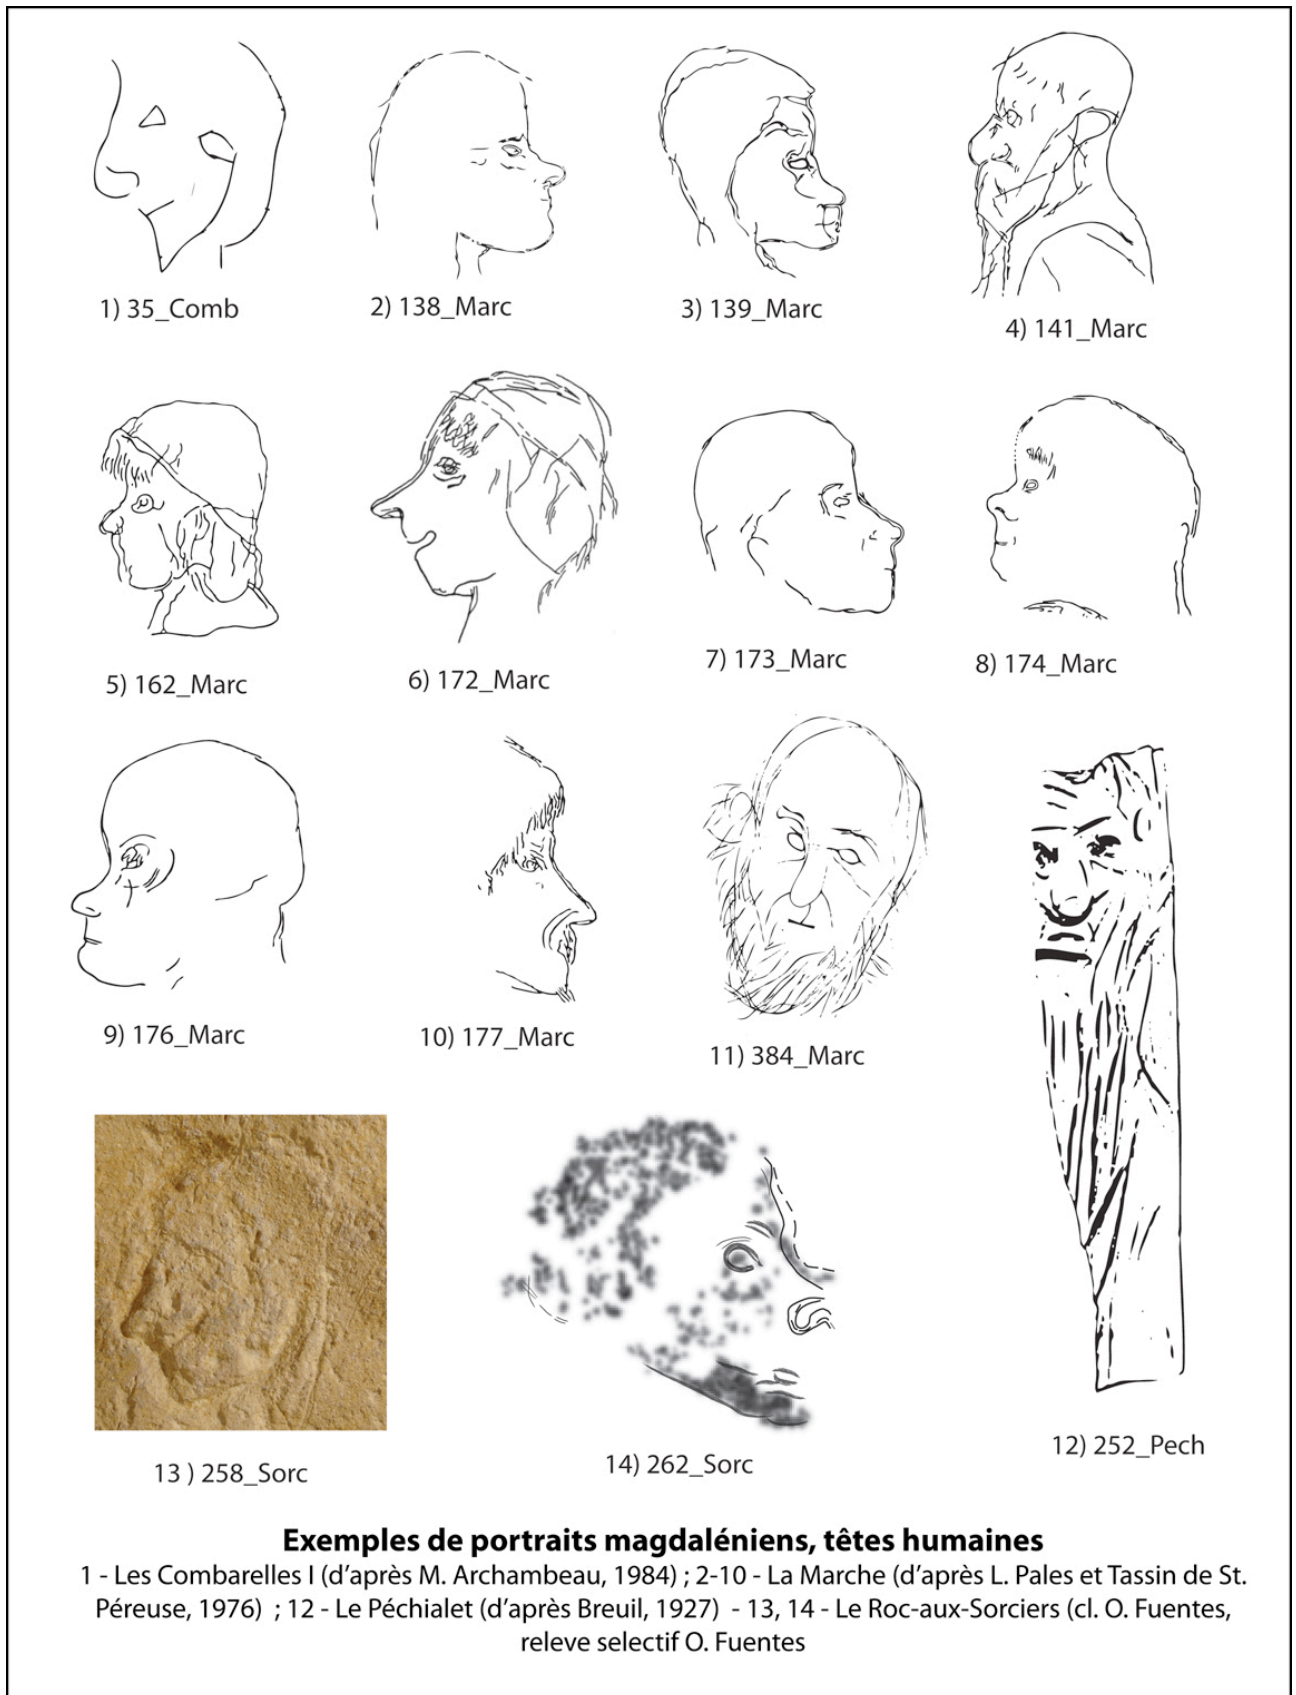 1) 35_Comb
2) 138_Marc
3) 139_Marc
4) 141_Marc
5) 162_Marc
6) 172_Marc
7) 173_Marc
8) 174_Marc
9) 176_Marc
10) 177_Marc
11) 384_Marc
12) 252_Pech
13 ) 258_Sorc
14) 262_Sorc
Exemples de portraits magdaléniens, têtes humaines
1 - Les Combarelles I (d’après M. Archambeau, 1984) ; 2-10 - La Marche (d’après L. Pales et Tassin de St.
Péreuse, 1976)  ; 12 - Le Péchialet (d’après Breuil, 1927)  - 13, 14 - Le Roc-aux-Sorciers (cl. O. Fuentes,
releve selectif O. Fuentes